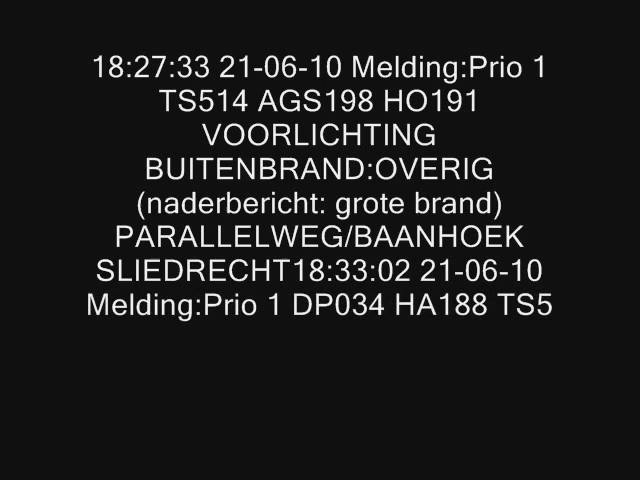 18:27:33 21-06-10 Melding:Prio 1
TS514 AGS198 HO191
VOORLICHTING
BUITENBRAND:OVERIG
(naderbericht: grote brand)
PARALLELWEG/BAANHOEK
SLIEDRECHT18:33:02 21-06-10
Melding:Prio 1 DP034 HA188 TS5